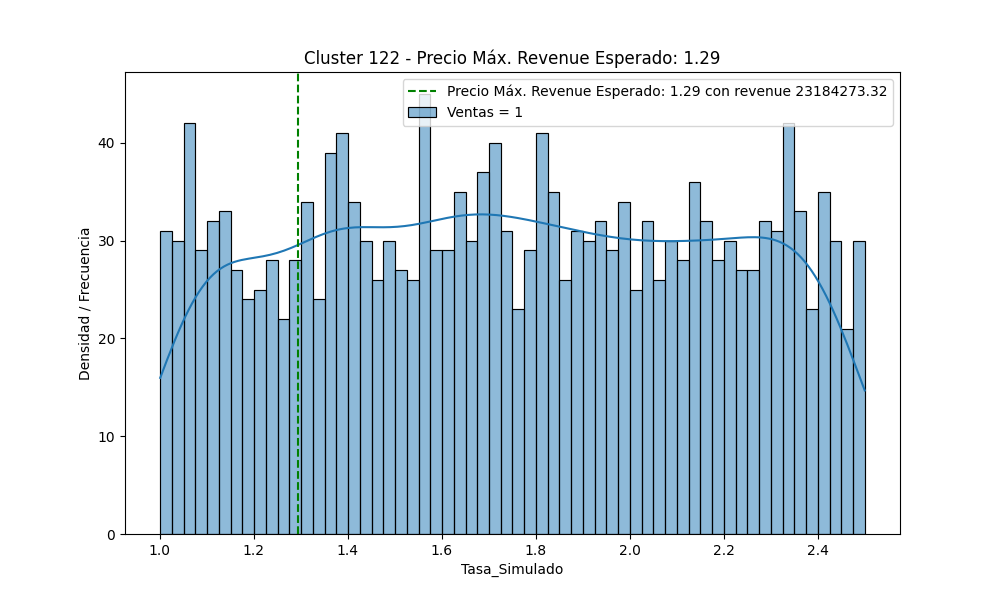 Cluster 122 - Precio Máx. Revenue Esperado: 1.29
Precio Máx. Revenue Esperado: 1.29 con revenue 23184273.32
Ventas = 1
Densidad / Frecuencia
40
30
20
10
0
1.0 1.2 1.4 1.6 1.8 2.0 2.2 2.4
Tasa_Simulado